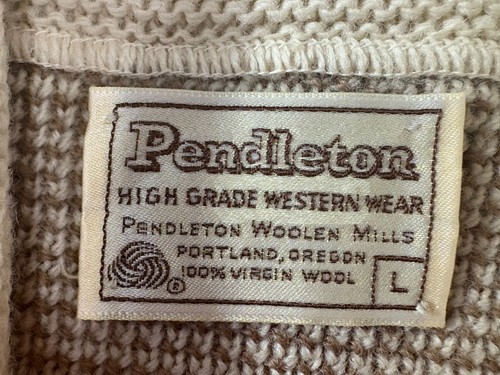 Pendleton
HIGH GRADE WESTERN WEAR
PENDLETON WOOLEN MILLS
PORTLAND, OREGON
® 100% VIRGIN WOOL
L